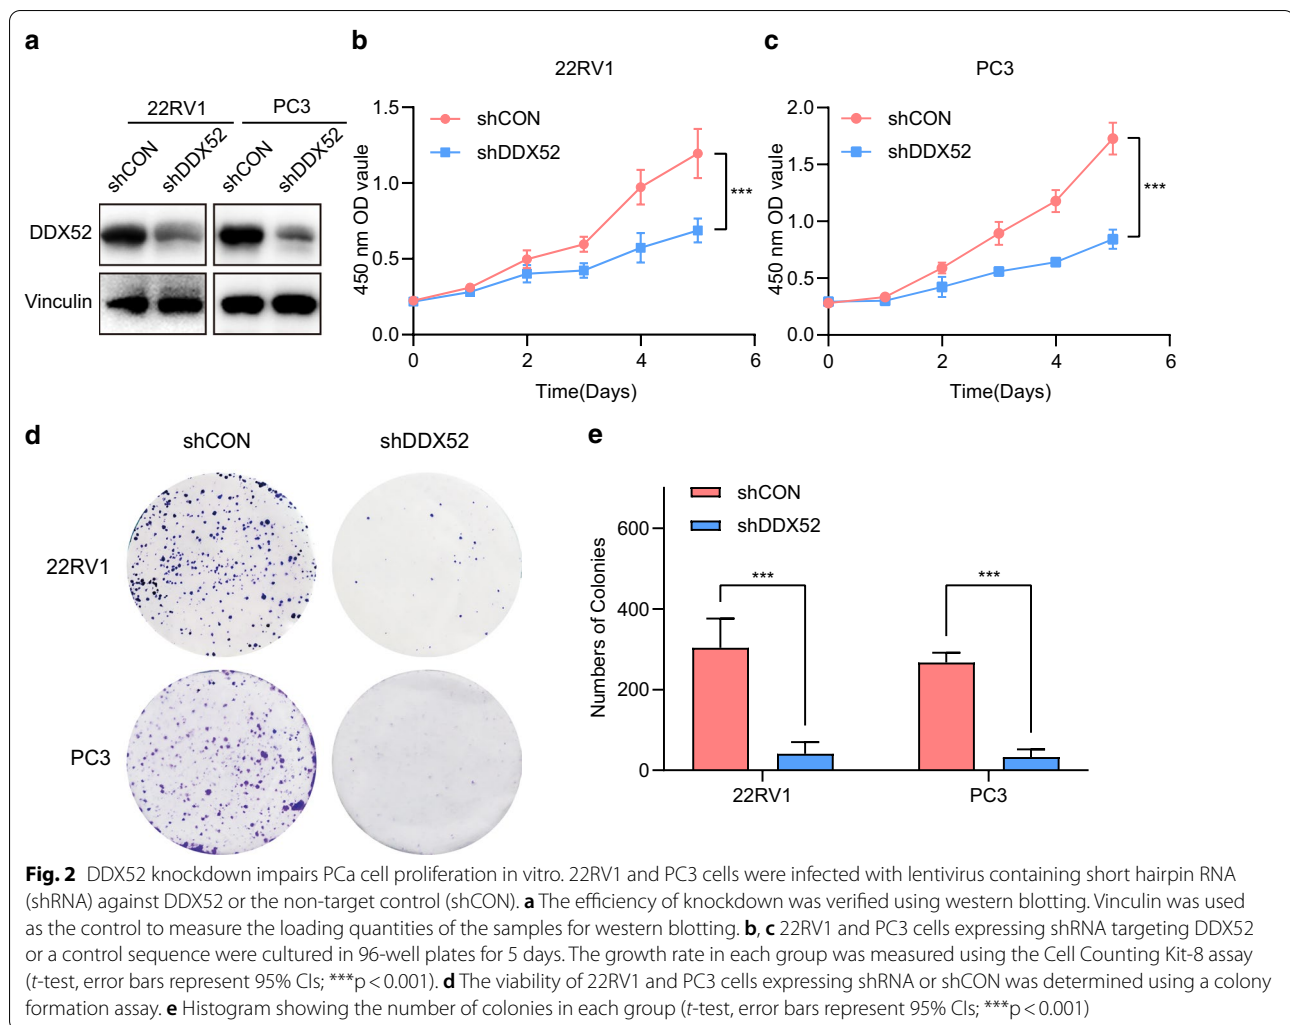 a
22RV1
PC3
shCON
shDDX52
shCON
shDDX52
DDX52
Vinculin
b
22RV1
1.5
1.0
0.5
0.0
450 nm OD vaule
shCON
shDDX52
***
0
2
4
6
Time(Days)
c
PC3
2.0
1.5
1.0
0.5
0.0
450 nm OD vaule
shCON
shDDX52
***
0
2
4
6
Time(Days)
d
shCON
shDDX52
22RV1
PC3
e
shCON
shDDX52
600
400
200
0
Numbers of Colonies
***
***
22RV1
PC3
Fig. 2 DDX52 knockdown impairs PCa cell proliferation in vitro. 22RV1 and PC3 cells were infected with lentivirus containing short hairpin RNA
(shRNA) against DDX52 or the non-target control (shCON). a The efficiency of knockdown was verified using western blotting. Vinculin was used
as the control to measure the loading quantities of the samples for western blotting. b, c 22RV1 and PC3 cells expressing shRNA targeting DDX52
or a control sequence were cultured in 96-well plates for 5 days. The growth rate in each group was measured using the Cell Counting Kit-8 assay
(t-test, error bars represent 95% CIs; ***p < 0.001). d The viability of 22RV1 and PC3 cells expressing shRNA or shCON was determined using a colony
formation assay. e Histogram showing the number of colonies in each group (t-test, error bars represent 95% CIs; ***p < 0.001)